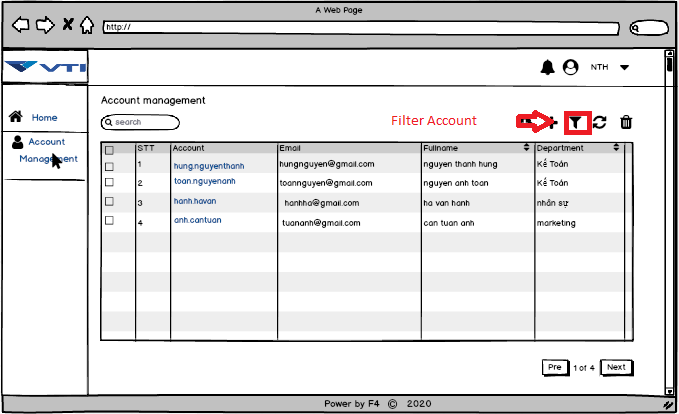 A Web Page
http://
VTI
NTH
Home
Account
Management
Account management
search
Filter Account
STT Account Email Fullname Department
1 hung.nguyenthanh hungnguyen@gmail.com nguyen thanh hung Kế Toán
2 toan.nguyenanh toannguyen@gmail.com nguyen anh toan Kế Toán
3 hanh.havan hanhha@gmail.com ha van hanh nhân sự
4 anh.cantuan tuananh@gmail.com can tuan anh marketing
Pre 1 of 4 Next
Power by F4 © 2020